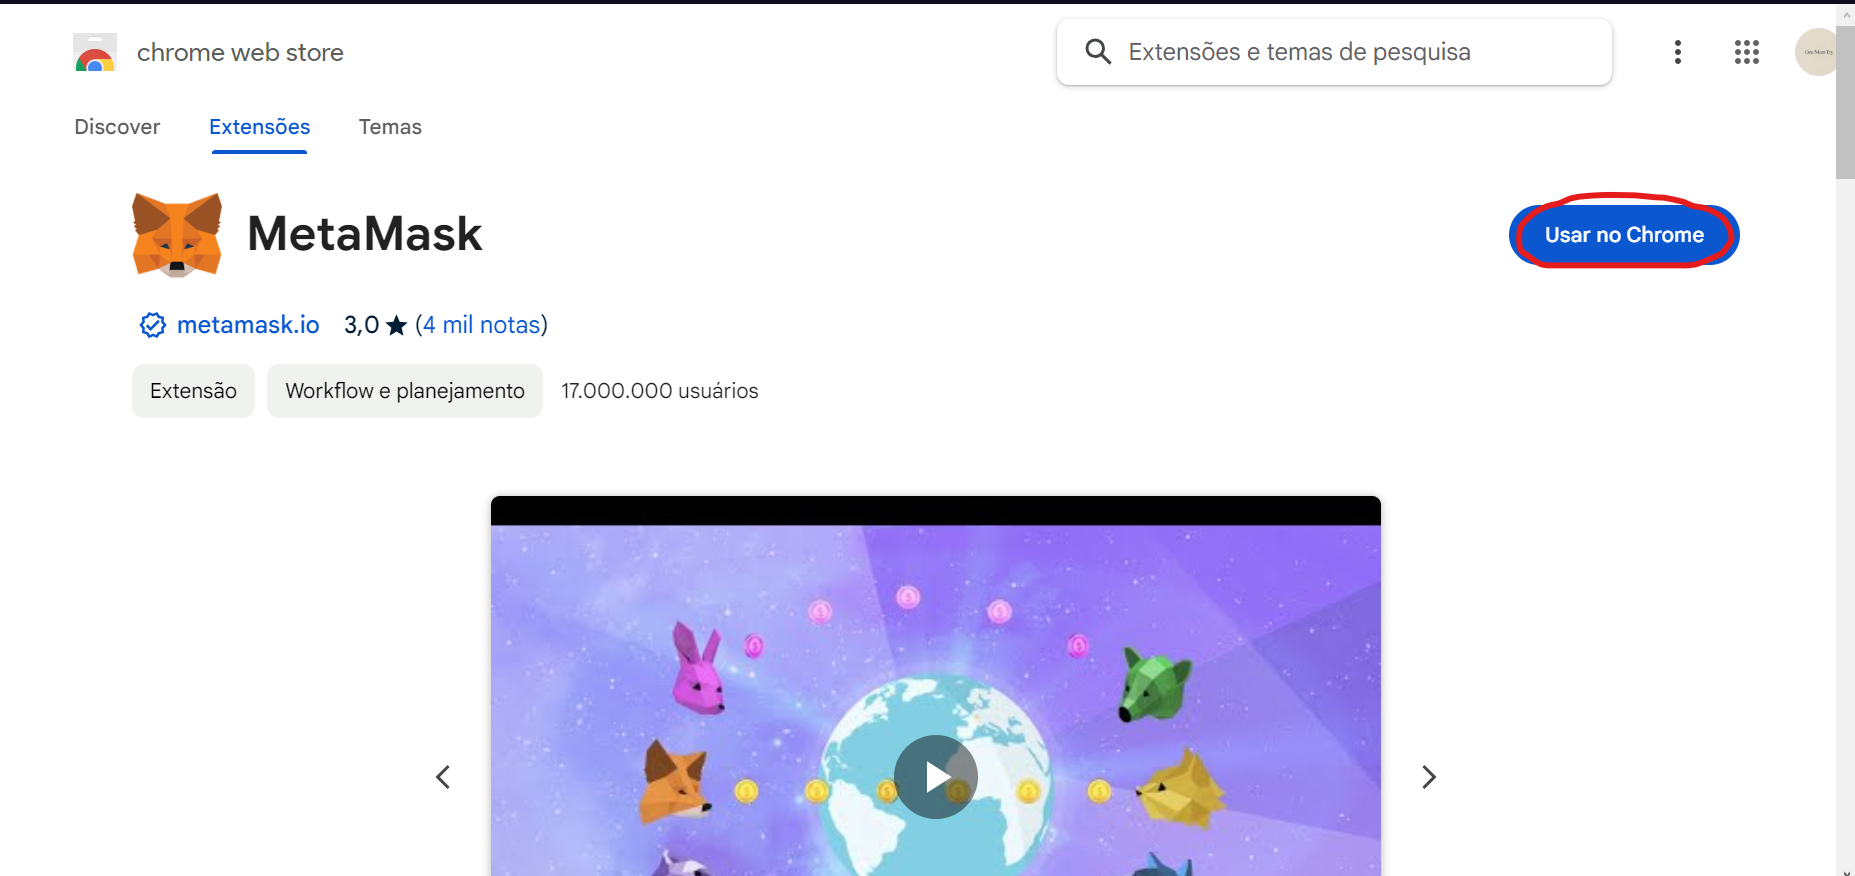 chrome web store
Extensões e temas de pesquisa
Discover
Extensões
Temas
MetaMask
Usar no Chrome
metamask.io 3,0 ★ (4 mil notas)
Extensão
Workflow e planejamento
17.000.000 usuários